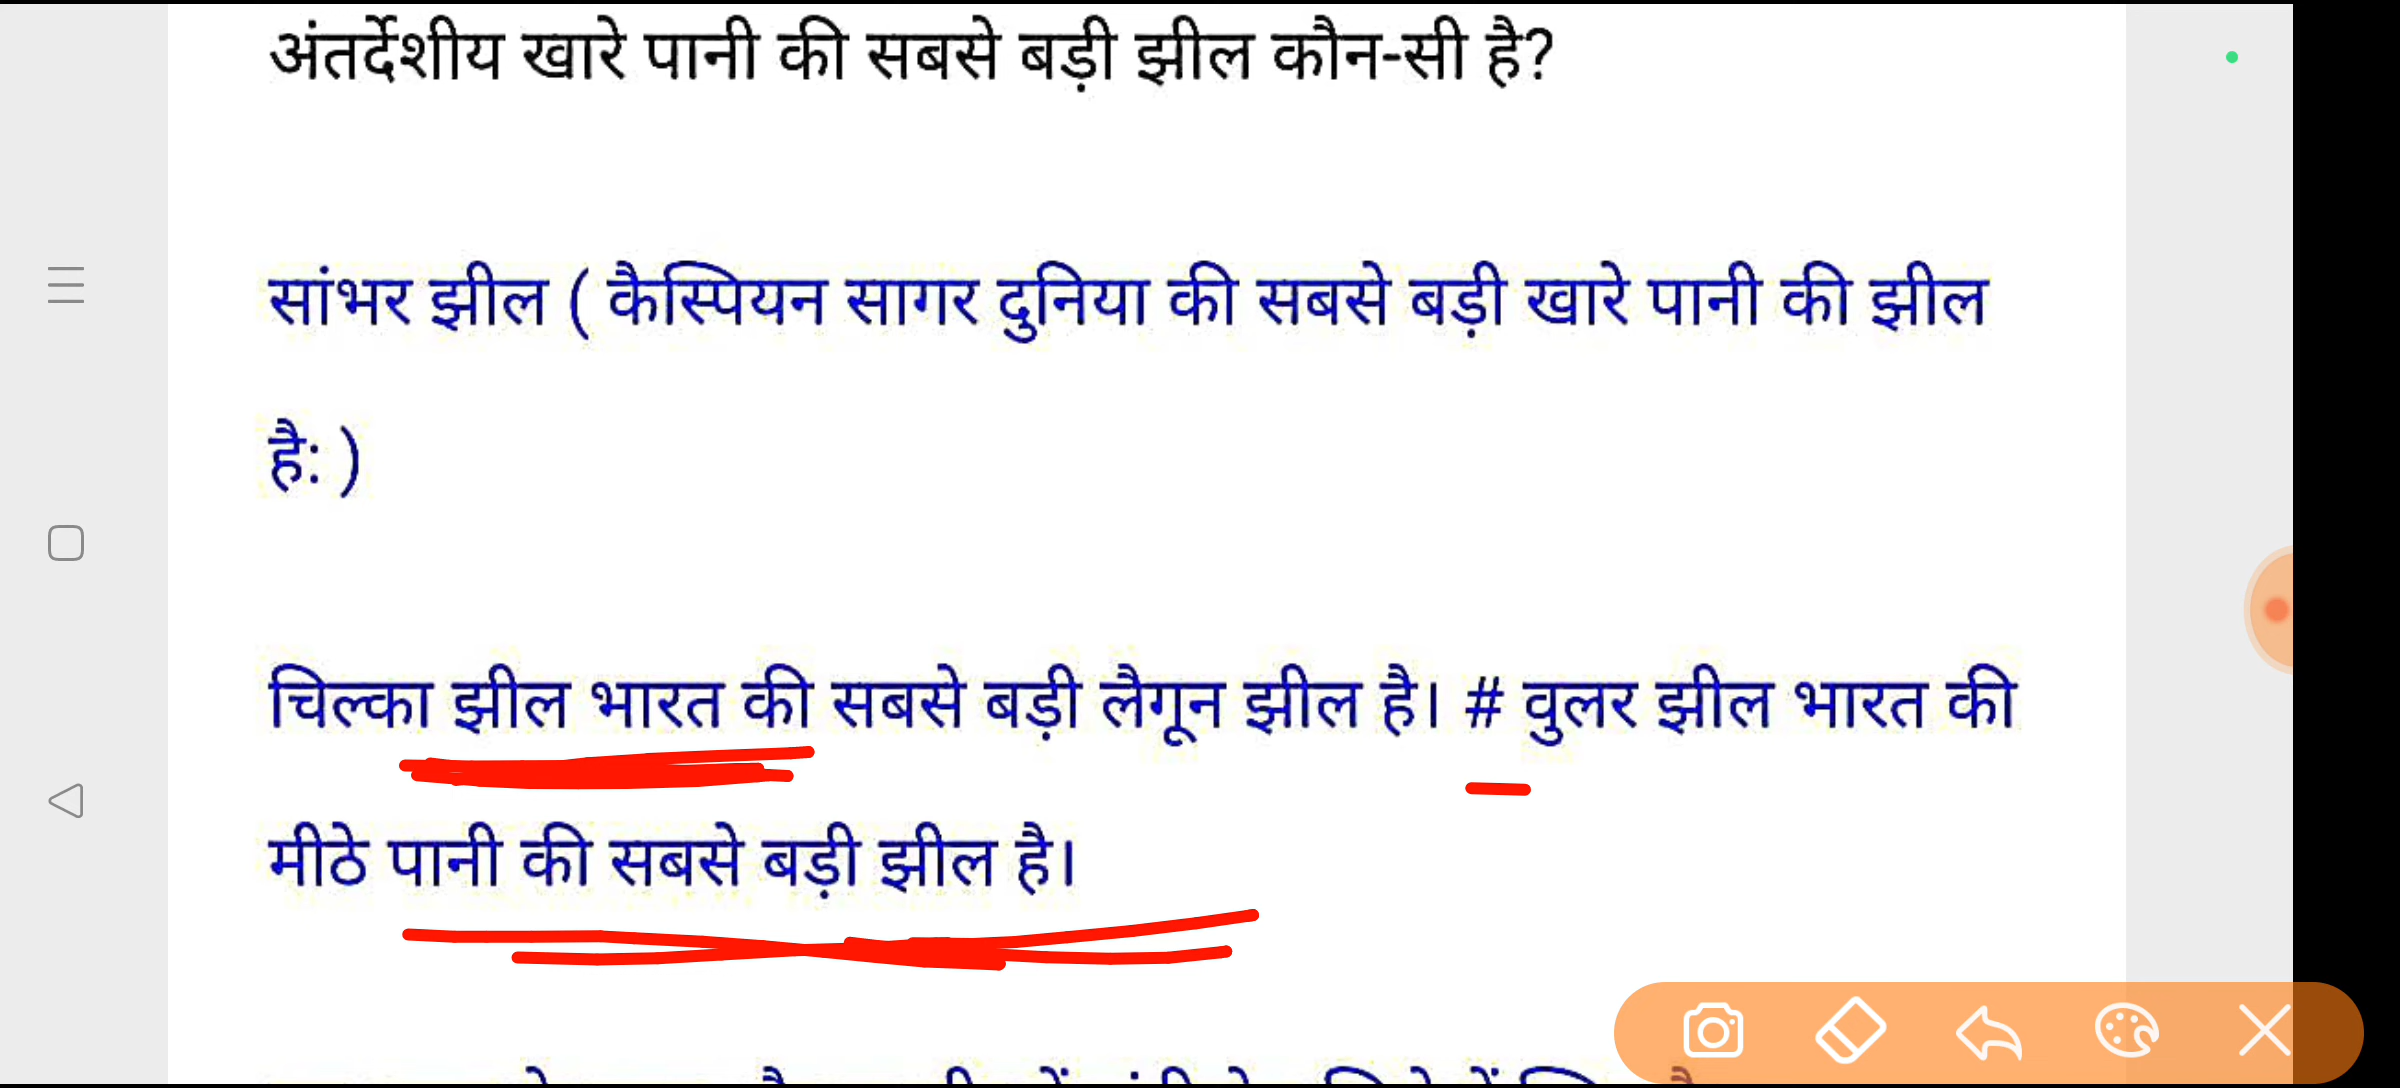 अंतर्देशीय खारे पानी की सबसे बड़ी झील कौन-सी है?
सांभर झील ( कैस्पियन सागर दुनिया की सबसे बड़ी खारे पानी की झील
है: )
चिल्का झील भारत की सबसे बड़ी लैगून झील है। # वुलर झील भारत की
मीठे पानी की सबसे बड़ी झील है।